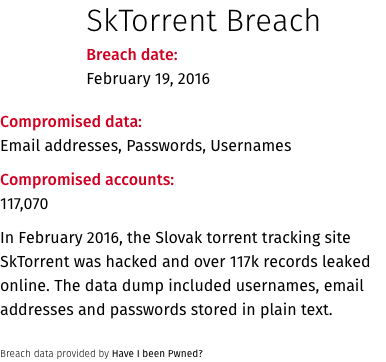 SkTorrent Breach
Breach date:
February 19, 2016
Compromised data:
Email addresses, Passwords, Usernames
Compromised accounts:
117,070
In February 2016, the Slovak torrent tracking site
SkTorrent was hacked and over 117k records leaked
online. The data dump included usernames, email
addresses and passwords stored in plain text.
Breach data provided by Have I been Pwned?